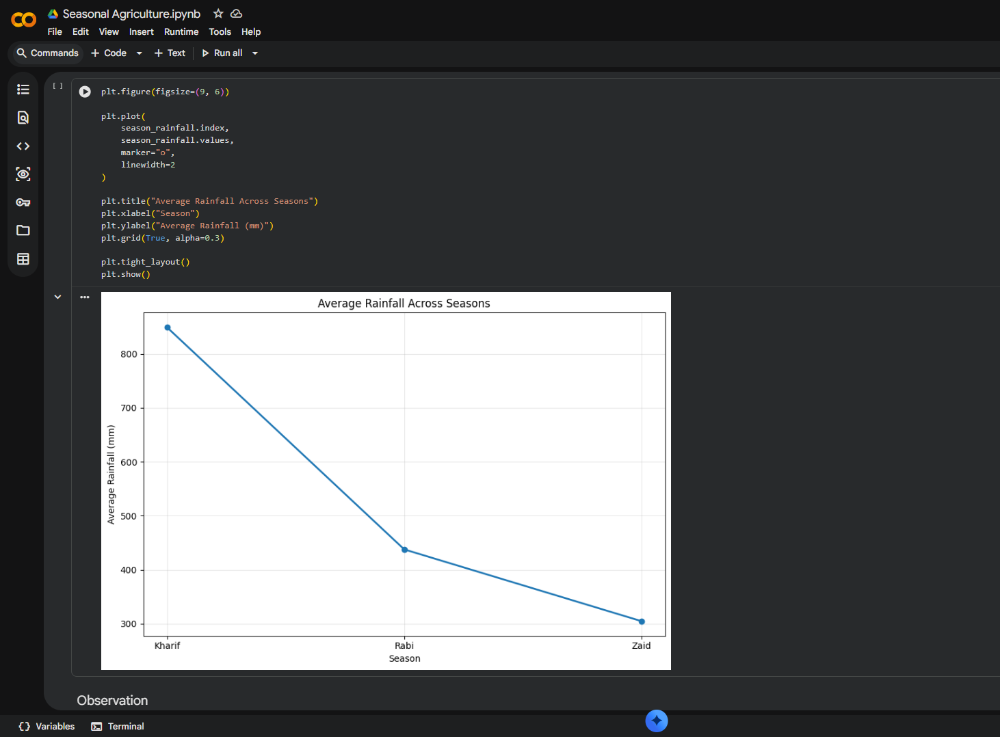 Seasonal Agriculture.ipynb
File Edit View Insert Runtime Tools Help
Commands + Code + Text Run all
[ ]
plt.figure(figsize=(9, 6))
plt.plot(
    season_rainfall.index,
    season_rainfall.values,
    marker="o",
    linewidth=2
)
plt.title("Average Rainfall Across Seasons")
plt.xlabel("Season")
plt.ylabel("Average Rainfall (mm)")
plt.grid(True, alpha=0.3)
plt.tight_layout()
plt.show()
Average Rainfall Across Seasons
800
700
600
500
400
300
Average Rainfall (mm)
Kharif Rabi Zaid
Season
Observation
{} Variables Terminal